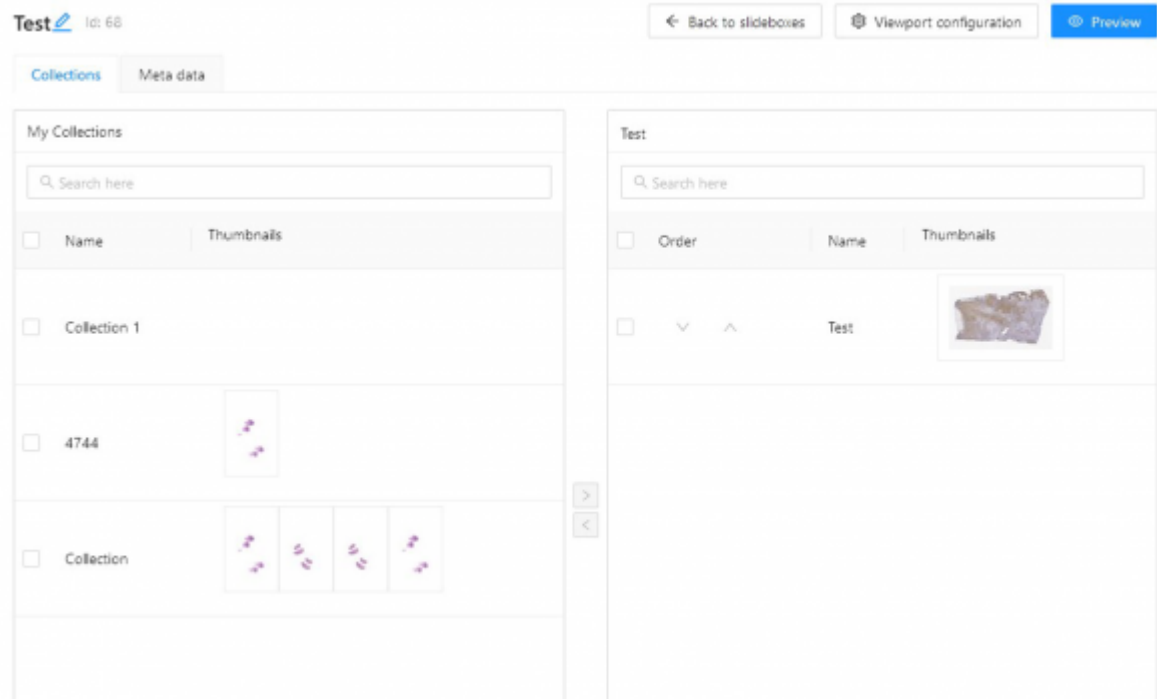 Test Id: 68
Back to slideboxes
Viewport configuration
Preview
Collections
Meta data
My Collections
Search here
Name Thumbnails
Collection 1
4744
Collection
Test
Search here
Order Name Thumbnails
Test